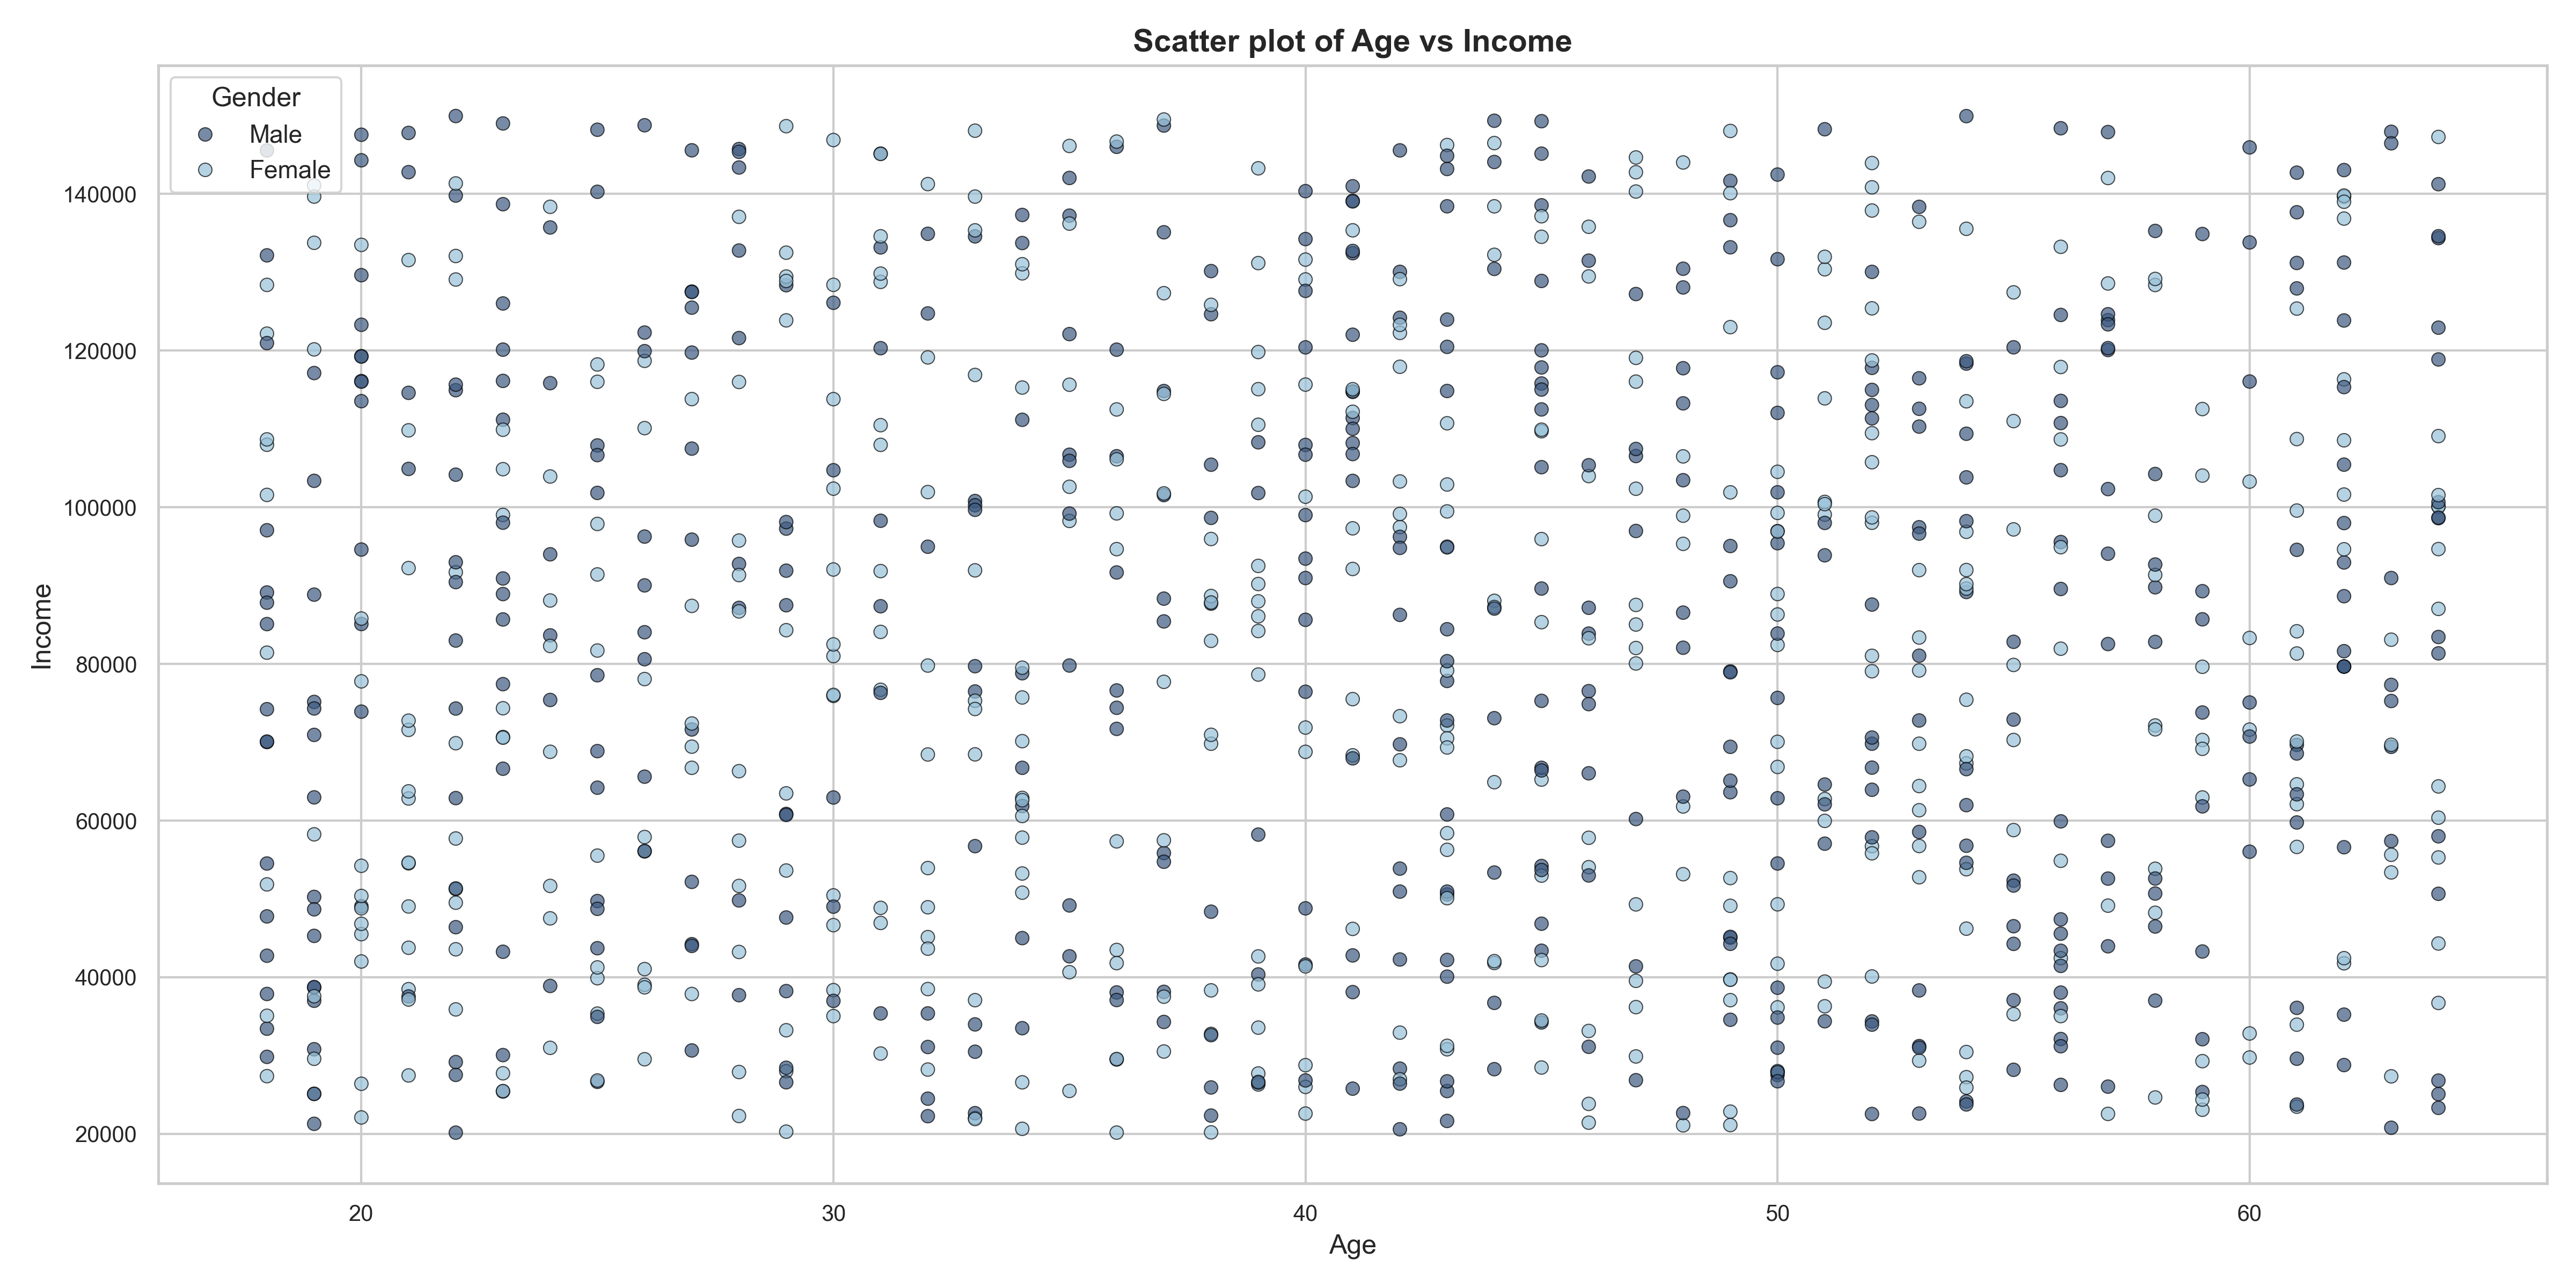 Scatter plot of Age vs Income
Gender
Male
Female
140000
120000
100000
80000
60000
40000
20000
Income
20
30
40
50
60
Age